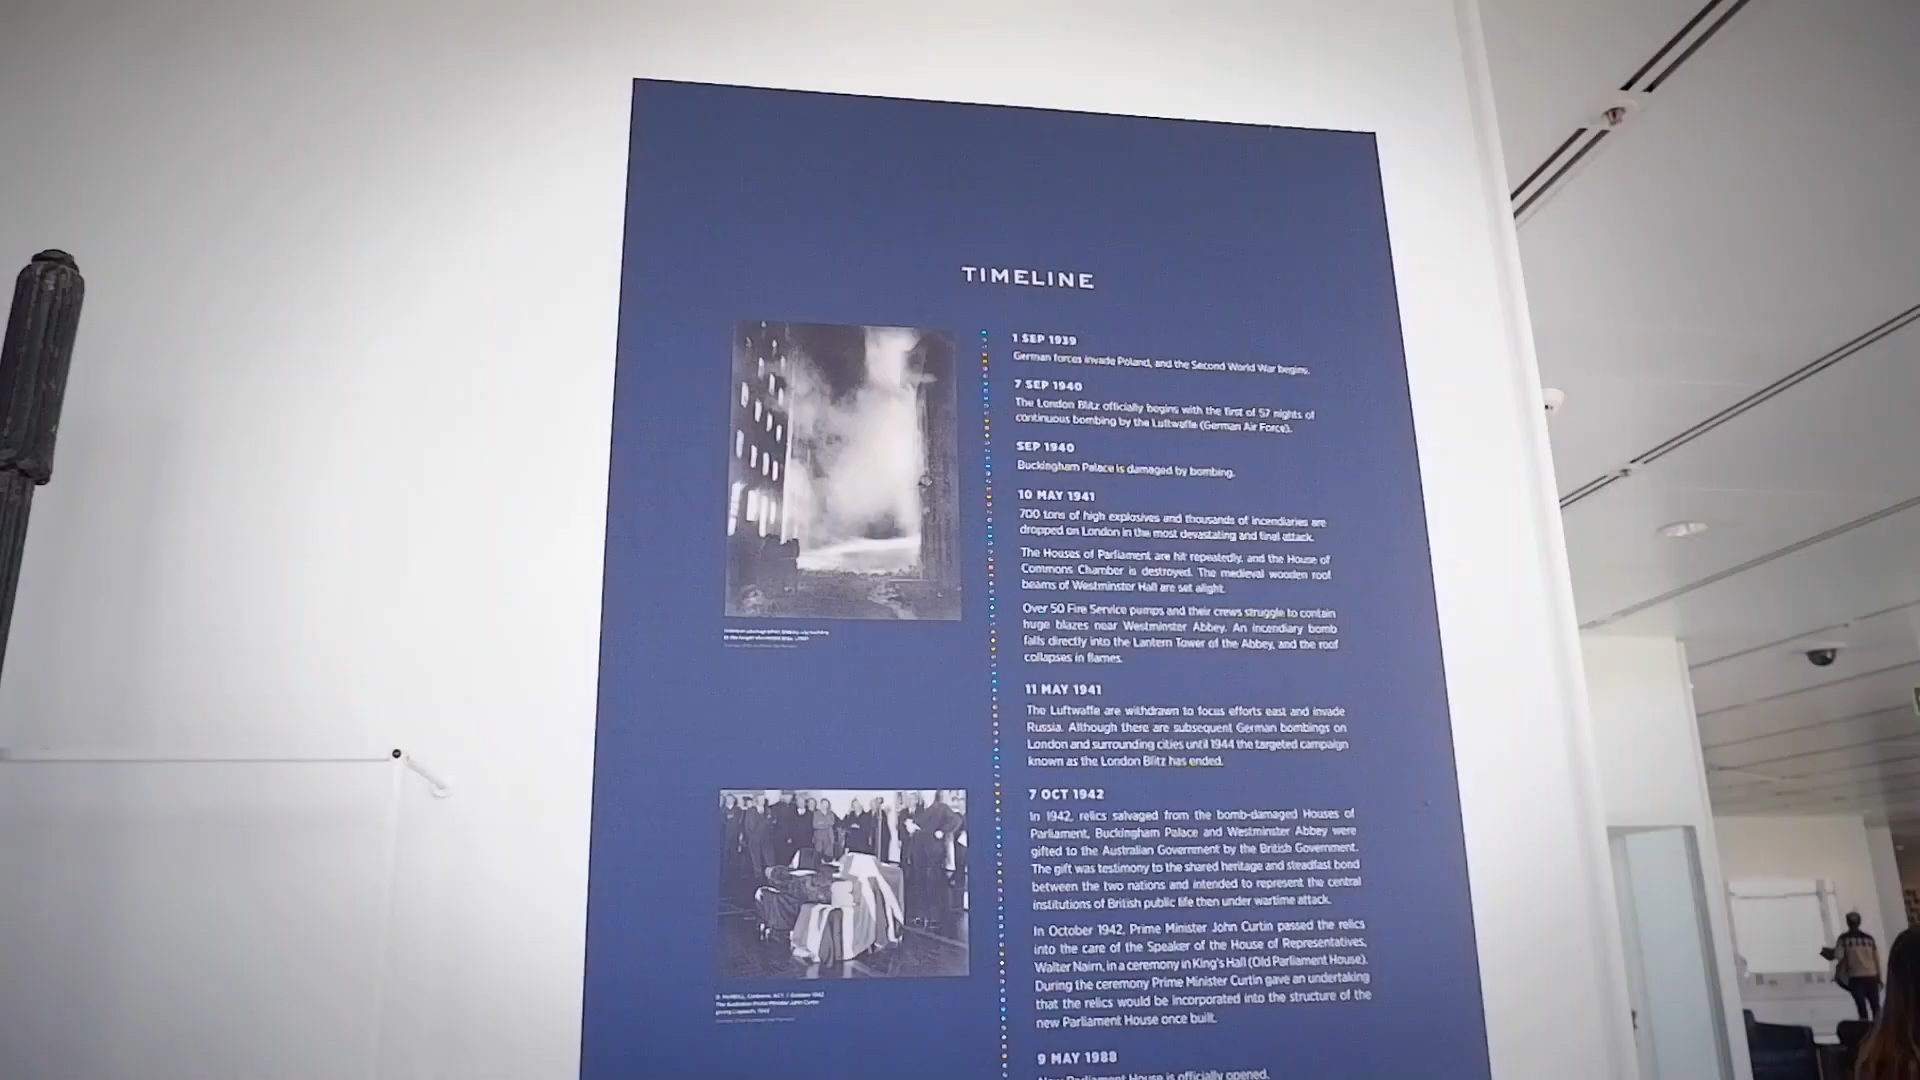 TIMELINE
1 SEP 1939
German forces invade Poland, and the Second World War begins.
7 SEP 1940
The London Blitz officially begins with the first of 57 nights of
continuous bombing by the Luftwaffe (German Air Force).
SEP 1940
Buckingham Palace is damaged by bombing.
10 MAY 1941
700 tons of high explosives and thousands of incendiaries are
dropped on London in the most devastating and final attack.
The Houses of Parliament are hit repeatedly, and the House of
Commons Chamber is destroyed. The medieval wooden roof
beams of Westminster Hall are set alight.
Over 50 Fire Service pumps and their crews struggle to contain
huge blazes near Westminster Abbey. An incendiary bomb
falls directly into the Lantern Tower of the Abbey, and the roof
collapses in flames.
11 MAY 1941
The Luftwaffe are withdrawn to focus efforts east and invade
Russia. Although there are subsequent German bombings on
London and surrounding cities until 1944 the targeted campaign
known as the London Blitz has ended.
7 OCT 1942
In 1942, relics salvaged from the bomb-damaged Houses of
Parliament, Buckingham Palace and Westminster Abbey were
gifted to the Australian Government by the British Government.
The gift was testimony to the shared heritage and steadfast bond
between the two nations and intended to represent the central
institutions of British public life then under wartime attack.
In October 1942, Prime Minister John Curtin passed the relics
into the care of the Speaker of the House of Representatives,
Walter Nairn, in a ceremony in King's Hall (Old Parliament House).
During the ceremony Prime Minister Curtin gave an undertaking
that the relics would be incorporated into the structure of the
new Parliament House once built.
9 MAY 1988
New Parliament House is officially opened.